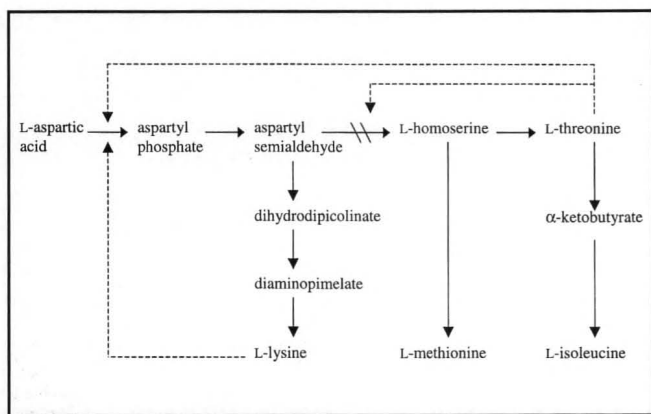 L-aspartic
acid
aspartyl
phosphate
aspartyl
semialdehyde
L-homoserine
L-threonine
dihydrodipicolinate
α-ketobutyrate
diaminopimelate
L-lysine
L-methionine
L-isoleucine